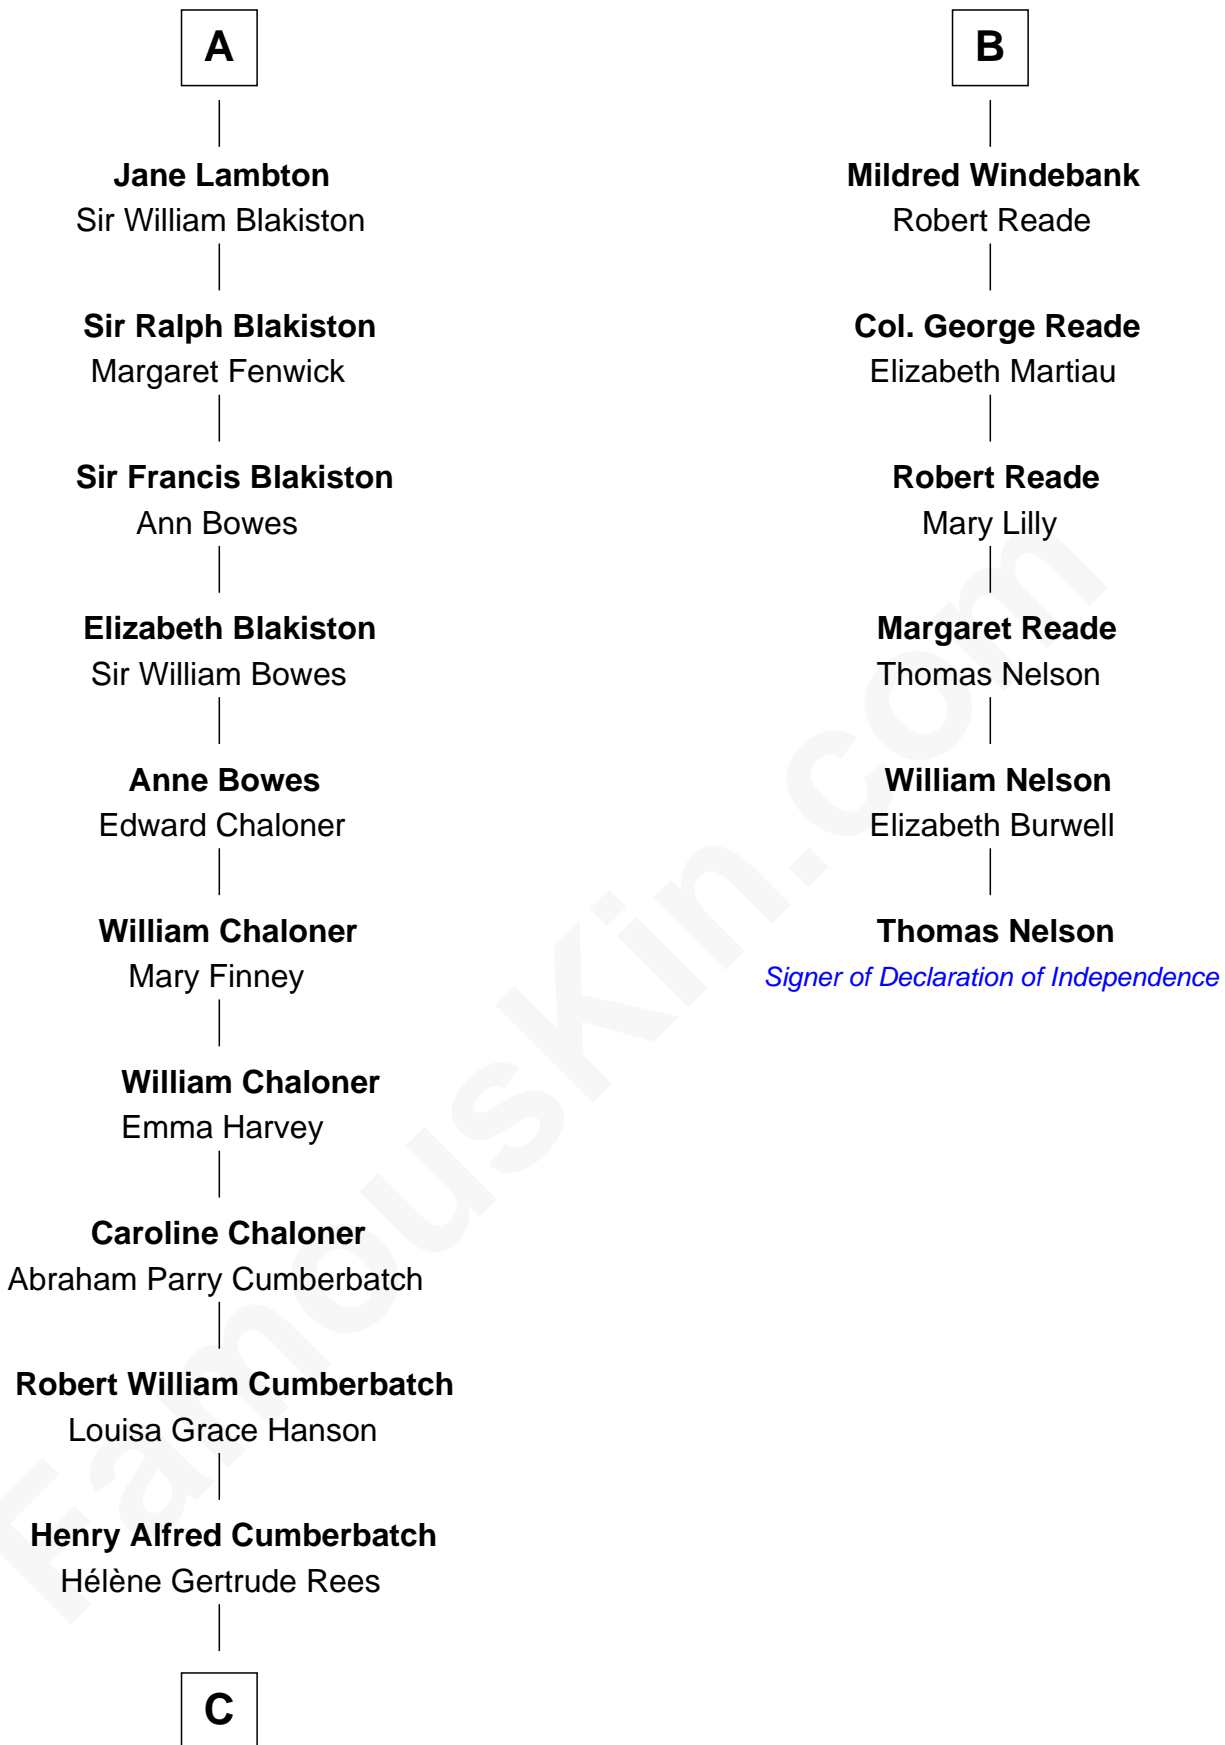 A
Jane Lambton
Sir William Blakiston
Sir Ralph Blakiston
Margaret Fenwick
Sir Francis Blakiston
Ann Bowes
Elizabeth Blakiston
Sir William Bowes
Anne Bowes
Edward Chaloner
William Chaloner
Mary Finney
William Chaloner
Emma Harvey
Caroline Chaloner
Abraham Parry Cumberbatch
Robert William Cumberbatch
Louisa Grace Hanson
Henry Alfred Cumberbatch
Hélène Gertrude Rees
C
B
Mildred Windebank
Robert Reade
Col. George Reade
Elizabeth Martiau
Robert Reade
Mary Lilly
Margaret Reade
Thomas Nelson
William Nelson
Elizabeth Burwell
Thomas Nelson
Signer of Declaration of Independence
FamousKin.com